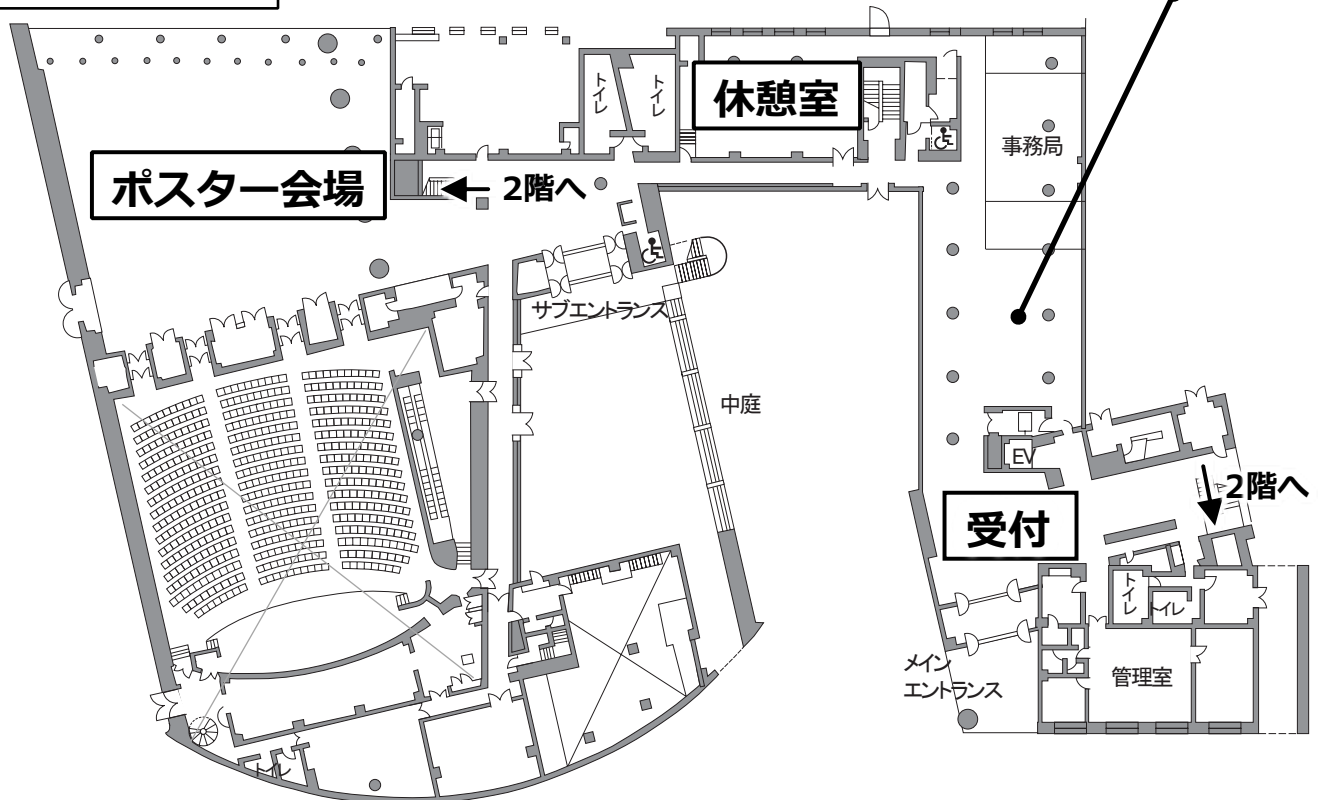 トイレ
トイレ
休憩室
事務局
ポスター会場
2階へ
サブエントランス
中庭
EV
2階へ
受付
トイレ
トイレ
メイン
エントランス
管理室
トイレ